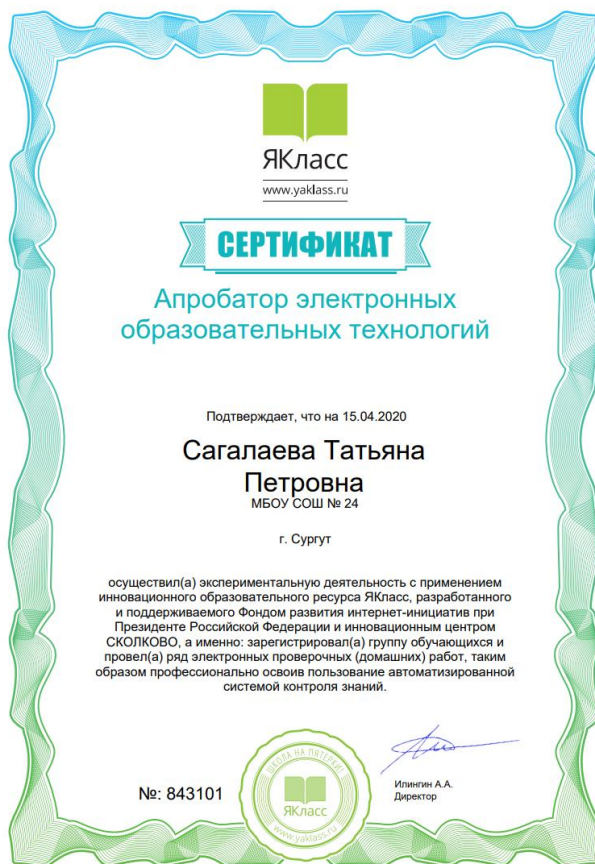 ЯКласс
www.yaklass.ru
СЕРТИФИКАТ
Апробатор электронных
образовательных технологий
Подтверждает, что на 15.04.2020
Сагалаева Татьяна
Петровна
МБОУ СОШ № 24
г. Сургут
осуществил(а) экспериментальную деятельность с применением
инновационного образовательного ресурса ЯКласс, разработанного
и поддерживаемого Фондом развития интернет-инициатив при
Президенте Российской Федерации и инновационным центром
СКОЛКОВО, а именно: зарегистрировал(а) группу обучающихся и
провел(а) ряд электронных проверочных (домашних) работ, таким
образом профессионально освоив пользование автоматизированной
системой контроля знаний.
№: 843101
ШКОЛА НА ПЯТЕРКИ!
ЯКласс
www.yaklass.ru
Илингин А.А.
Директор